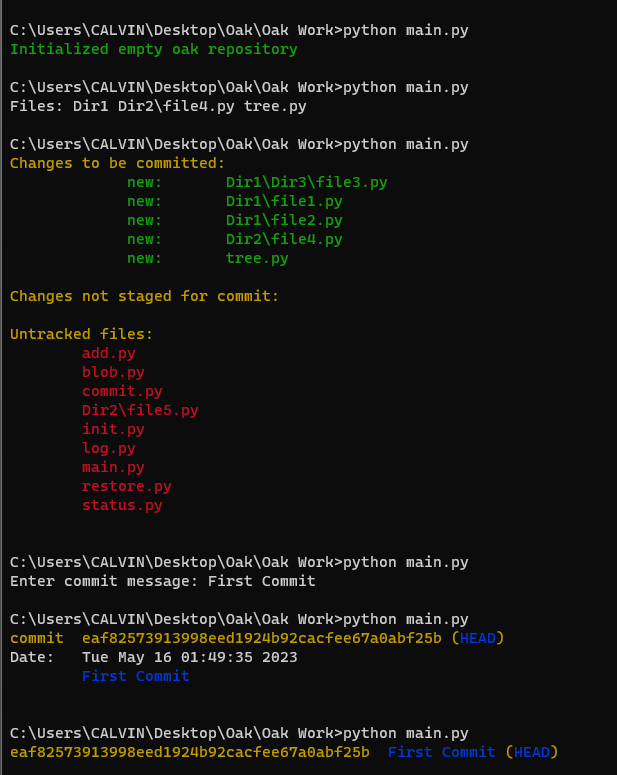 C:\Users\CALVIN\Desktop\Oak\Oak Work>python main.py
Initialized empty oak repository
C:\Users\CALVIN\Desktop\Oak\Oak Work>python main.py
Files: Dir1 Dir2\file4.py tree.py
C:\Users\CALVIN\Desktop\Oak\Oak Work>python main.py
Changes to be committed:
new: Dir1\Dir3\file3.py
new: Dir1\file1.py
new: Dir1\file2.py
new: Dir2\file4.py
new: tree.py
Changes not staged for commit:
Untracked files:
add.py
blob.py
commit.py
Dir2\file5.py
init.py
log.py
main.py
restore.py
status.py
C:\Users\CALVIN\Desktop\Oak\Oak Work>python main.py
Enter commit message: First Commit
C:\Users\CALVIN\Desktop\Oak\Oak Work>python main.py
commit eaf82573913998eed1924b92cacfee67a0abf25b (HEAD)
Date: Tue May 16 01:49:35 2023
First Commit
C:\Users\CALVIN\Desktop\Oak\Oak Work>python main.py
eaf82573913998eed1924b92cacfee67a0abf25b First Commit (HEAD)